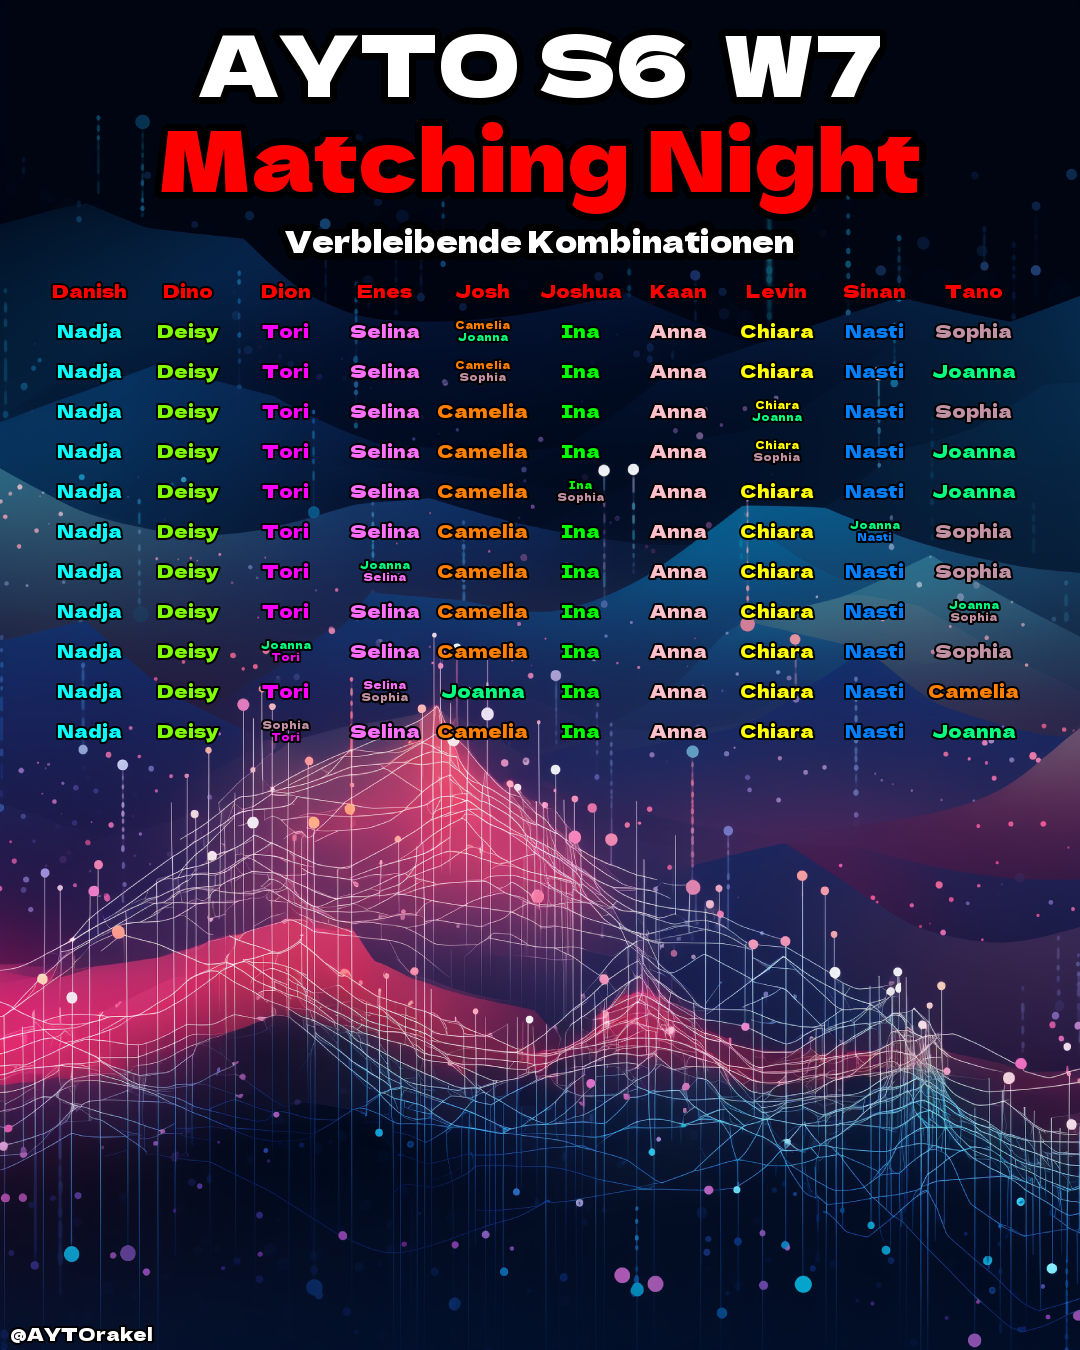 AYTO S6 W7
Matching Night
Verbleibende Kombinationen
Danish Dino Dion Enes Josh Joshua Kaan Levin Sinan Tano
Nadja Deisy Tori Selina Camelia Joanna Ina Anna Chiara Nasti Sophia
Nadja Deisy Tori Selina Camelia Sophia Ina Anna Chiara Nasti Joanna
Nadja Deisy Tori Selina Camelia Ina Anna Chiara Joanna Nasti Sophia
Nadja Deisy Tori Selina Camelia Ina Anna Chiara Sophia Nasti Joanna
Nadja Deisy Tori Selina Camelia Ina Sophia Anna Chiara Nasti Joanna
Nadja Deisy Tori Selina Camelia Ina Anna Chiara Joanna Nasti Sophia
Nadja Deisy Tori Joanna Selina Camelia Ina Anna Chiara Nasti Sophia
Nadja Deisy Tori Selina Camelia Ina Anna Chiara Nasti Joanna Sophia
Nadja Deisy Joanna Tori Selina Camelia Ina Anna Chiara Nasti Sophia
Nadja Deisy Tori Selina Sophia Joanna Ina Anna Chiara Nasti Camelia
Nadja Deisy Sophia Tori Selina Camelia Ina Anna Chiara Nasti Joanna
@AYTOrakel